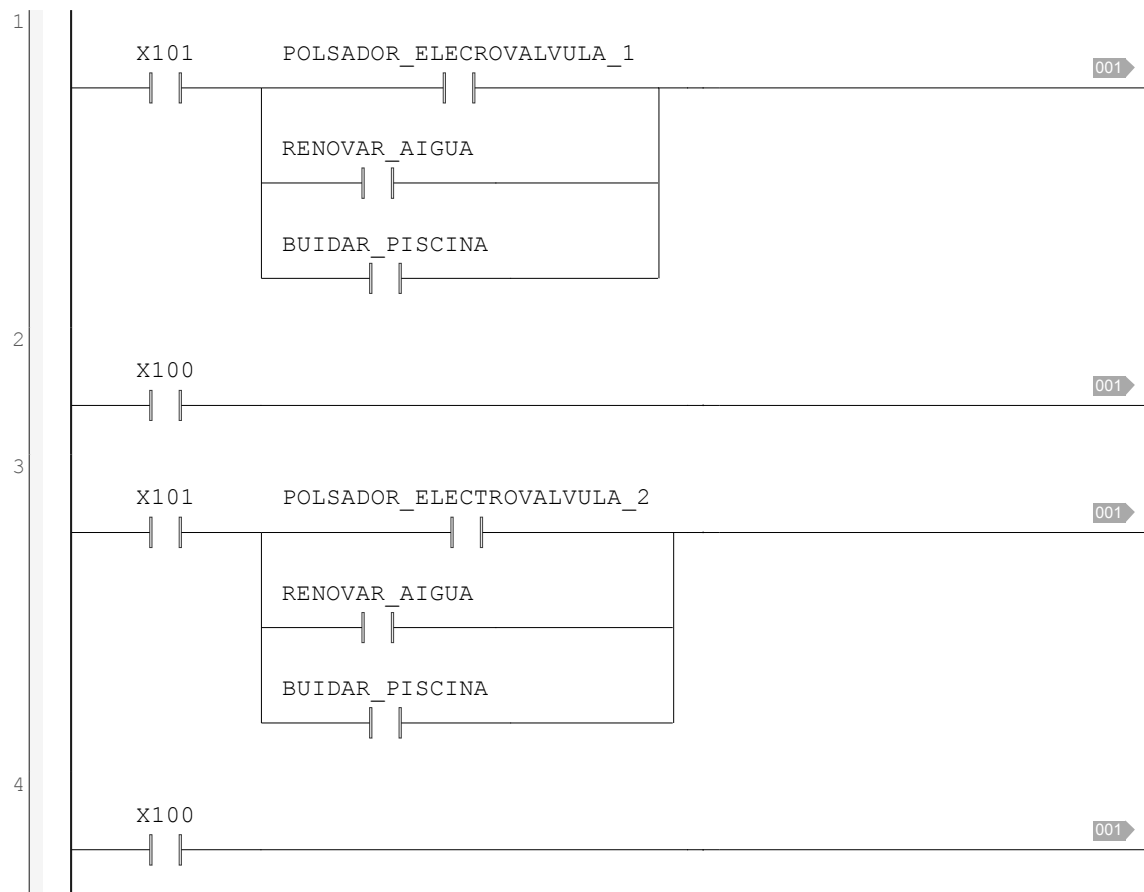 1
X101 POLSADOR_ELECROVALVULA_1
001
RENOVAR_AIGUA
BUIDAR_PISCINA
2
X100
001
3
X101 POLSADOR_ELECTROVALVULA_2
001
RENOVAR_AIGUA
BUIDAR_PISCINA
4
X100
001